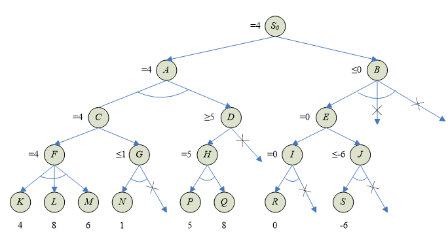 =4 S₀
=4 A ≤0 B
=4 C ≥5 D =0 E
=4 F ≤1 G =5 H =0 I ≤-6 J
K L M N P Q R S
4 8 6 1 5 8 0 -6